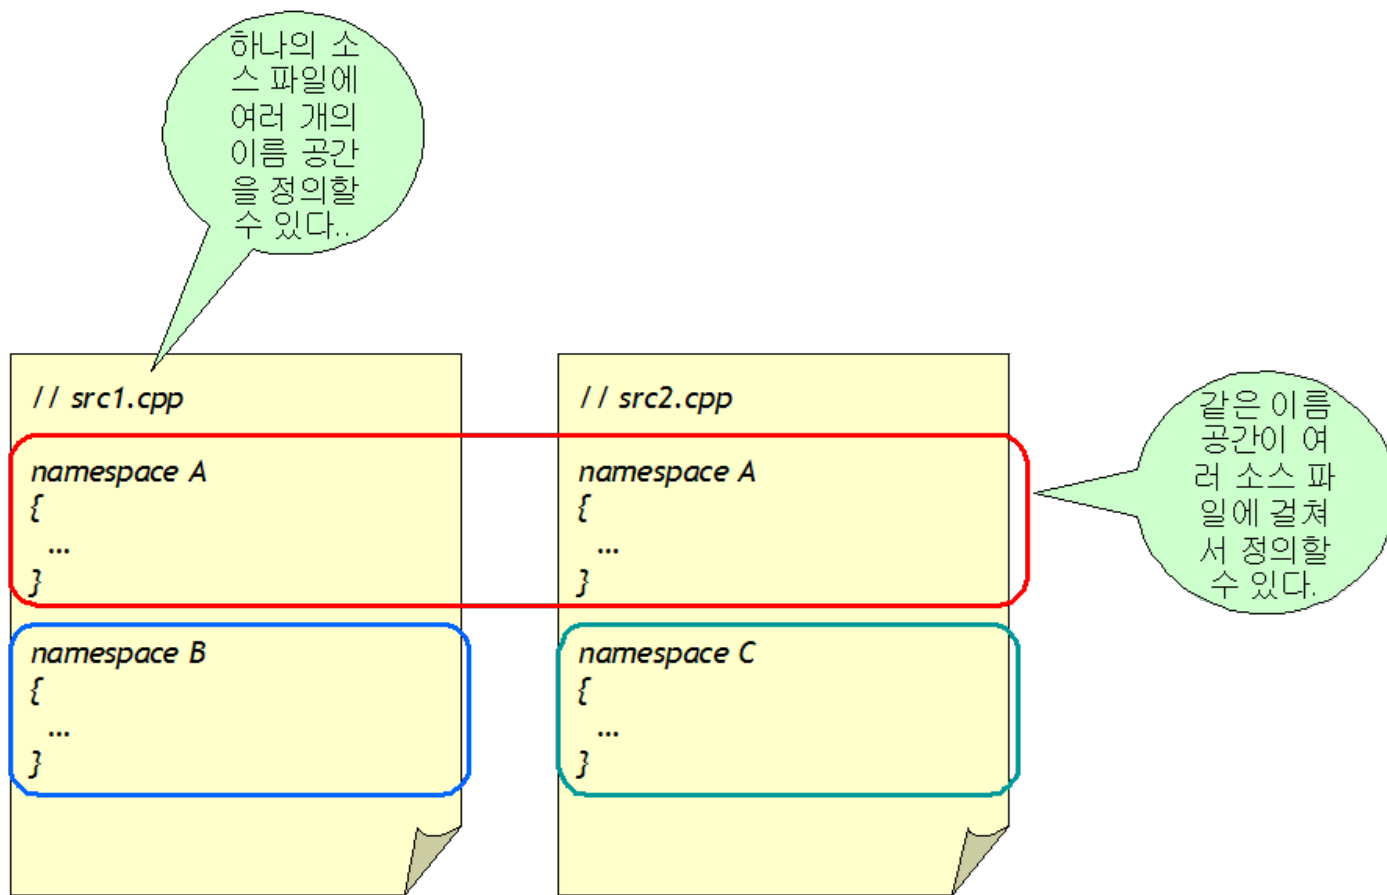 하나의 소
스 파일에
여러 개의
이름 공간
을 정의할
수 있다..
// src1.cpp
namespace A
{
...
}
namespace B
{
...
}
// src2.cpp
namespace A
{
...
}
namespace C
{
...
}
같은 이름
공간이 여
러 소스 파
일에 걸쳐
서 정의할
수 있다.